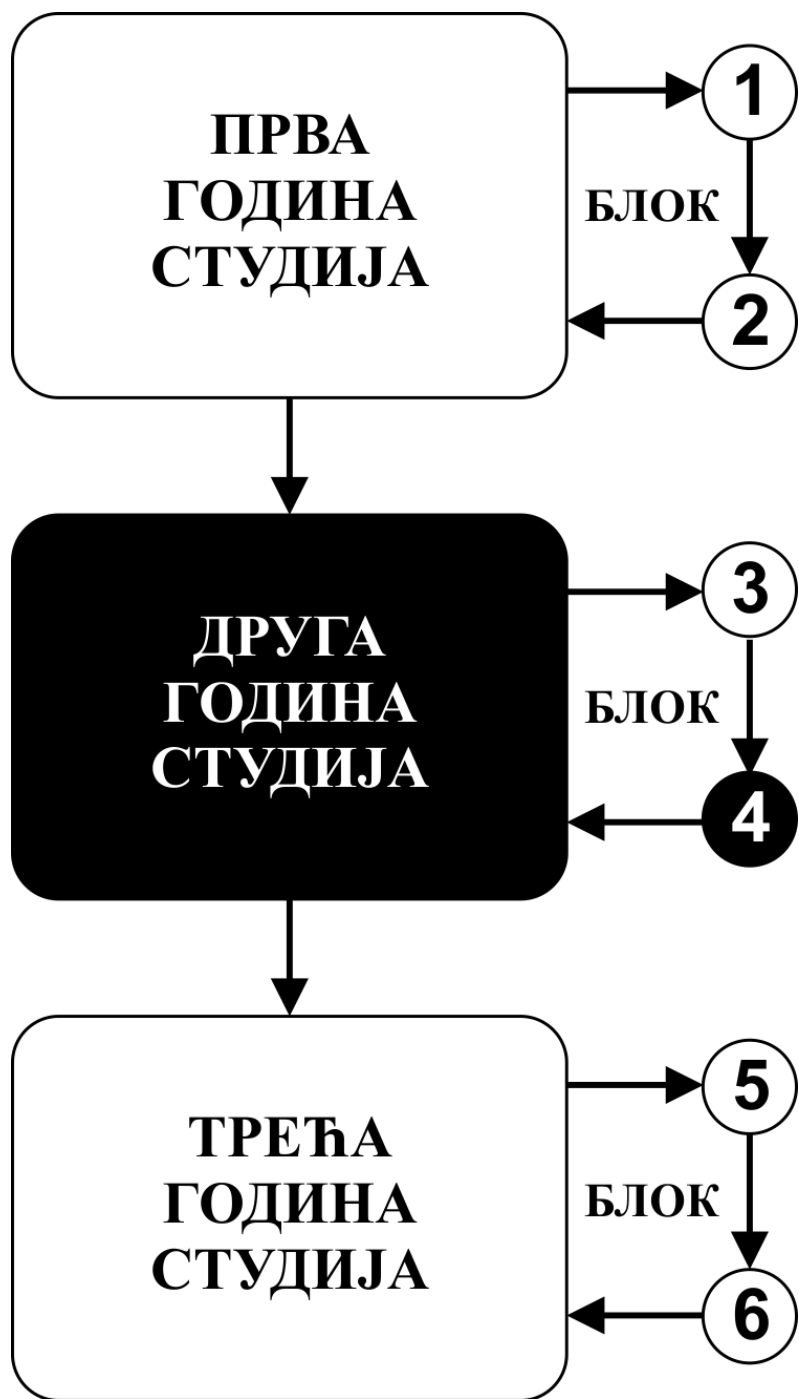 ПРВА
ГОДИНА
СТУДИЈА
1
БЛОК
2
ДРУГА
ГОДИНА
СТУДИЈА
3
БЛОК
4
ТРЕЋА
ГОДИНА
СТУДИЈА
5
БЛОК
6